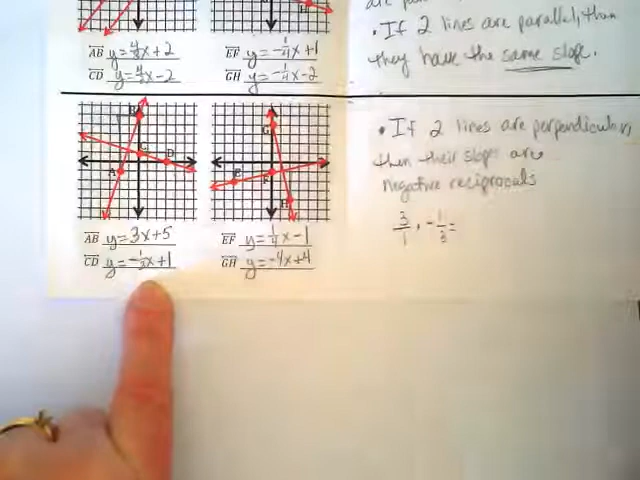 AB y=4/3x+2
CD y=4/3x-2
EF y=-1/4x+1
GH y=-1/4x-2
• If 2 lines are parallel, then
they have the same slope.
B
C
D
A
G
E
F
H
AB y=3x+5
CD y=-1/3x+1
EF y=1/4x-1
GH y=-4x+4
• If 2 lines are perpendicular,
then their slopes are
negative reciprocals
3/1 · -1/3 =